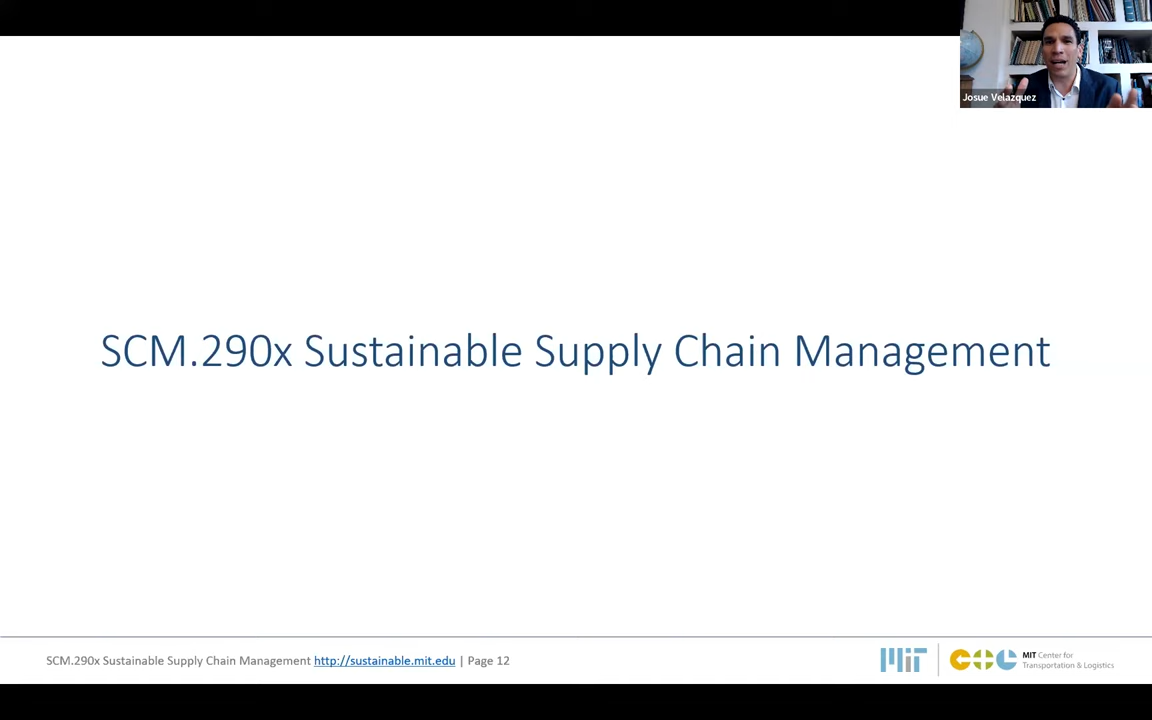 Josue Velazquez
SCM.290x Sustainable Supply Chain Management
SCM.290x Sustainable Supply Chain Management http://sustainable.mit.edu | Page 12
MIT
MIT Center for
Transportation & Logistics